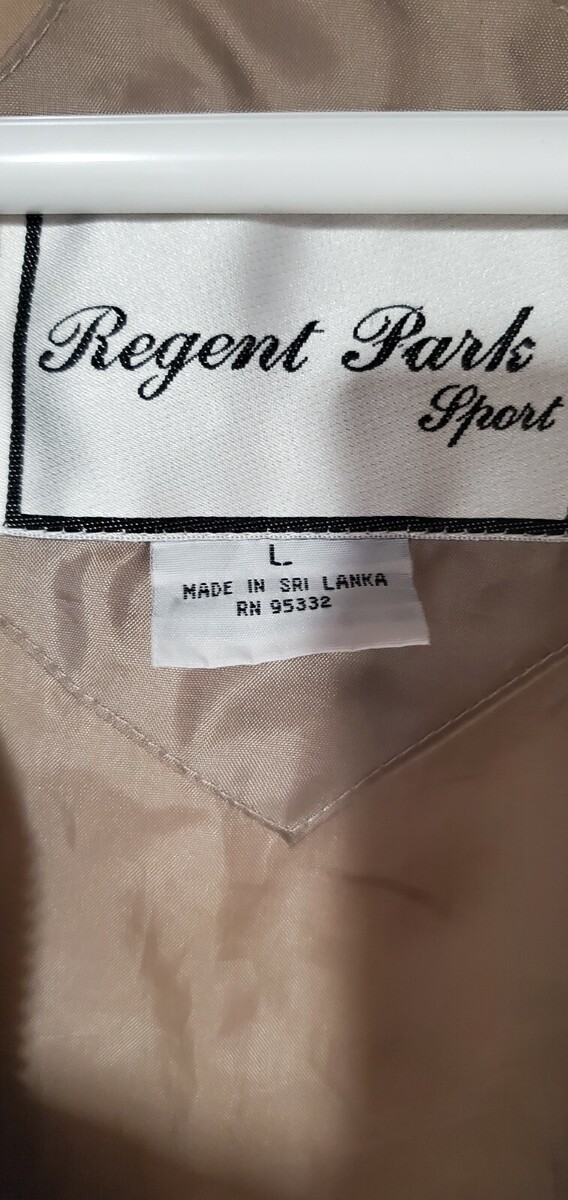 Regent Park
Sport
L
MADE IN SRI LANKA
RN 95332